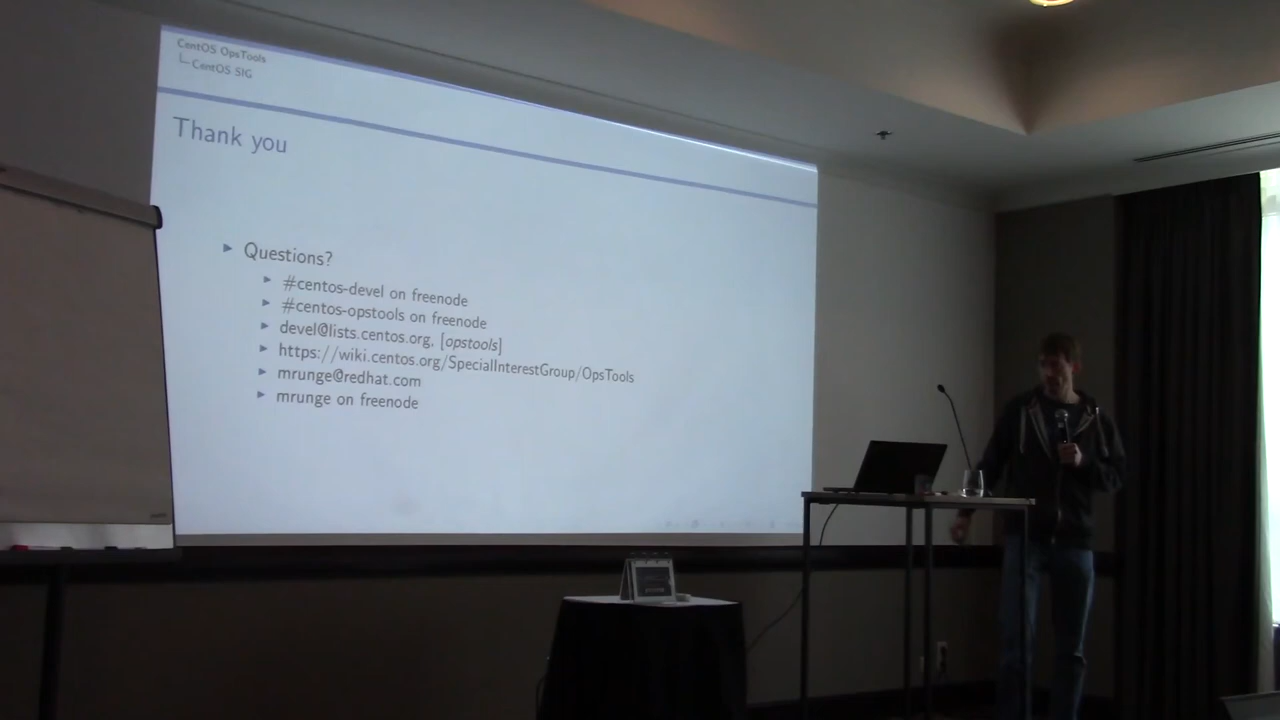 CentOS OpsTools
CentOS SIG
Thank you
Questions?
#centos-devel on freenode
#centos-opstools on freenode
devel@lists.centos.org, [opstools]
https://wiki.centos.org/SpecialInterestGroup/OpsTools
mrunge@redhat.com
mrunge on freenode